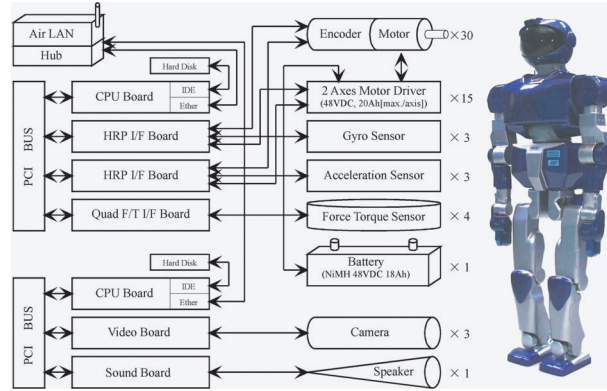 Air LAN
Hub
Encoder
Motor
×30
Hard Disk
CPU Board
IDE
Ether
2 Axes Motor Driver
(48VDC, 20Ah[max./axis])
×15
PCI BUS
HRP I/F Board
Gyro Sensor
× 3
HRP I/F Board
Acceleration Sensor
× 3
Quad F/T I/F Board
Force Torque Sensor
× 4
Hard Disk
Battery
(NiMH 48VDC 18Ah)
× 1
CPU Board
IDE
Ether
PCI BUS
Video Board
Camera
× 3
Sound Board
Speaker
× 1